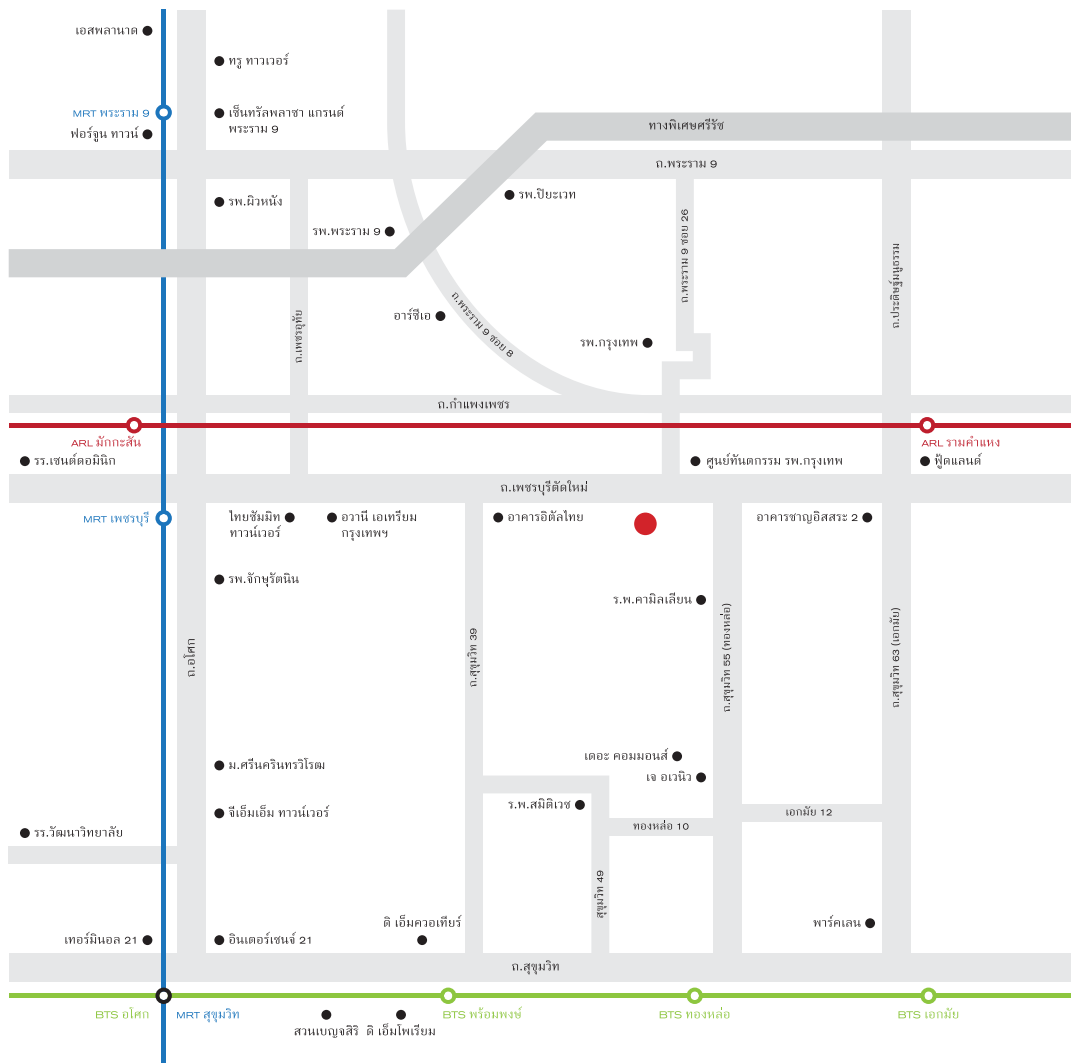 เอสพลานาด
ทรู ทาวเวอร์
MRT พระราม 9
เซ็นทรัลพลาซา แกรนด์
พระราม 9
ฟอร์จูน ทาวน์
ทางพิเศษศรีรัช
ถ.พระราม 9
รพ.ผิวหนัง
รพ.ปิยะเวท
รพ.พระราม 9
ถ.พระราม 9 ซอย 26
ถ.ประดิษฐ์มนูธรรม
ถ.เพชรอุทัย
อาร์ซีเอ
ถ.พระราม 9 ซอย 8
รพ.กรุงเทพ
ถ.กำแพงเพชร
ARL มักกะสัน
ARL รามคำแหง
รร.เซนต์ดอมินิก
ศูนย์ทันตกรรม รพ.กรุงเทพ
ฟู้ดแลนด์
ถ.เพชรบุรีตัดใหม่
MRT เพชรบุรี
ไทยซัมมิท
ทาวน์เวอร์
อวานี เอเทรียม
กรุงเทพฯ
อาคารอิตัลไทย
อาคารชาญอิสสระ 2
รพ.จักษุรัตนิน
ร.พ.คามิลเลียน
ถ.อโศก
ถ.สุขุมวิท 39
ถ.สุขุมวิท 55 (ทองหล่อ)
ถ.สุขุมวิท 63 (เอกมัย)
ม.ศรีนครินทรวิโรฒ
เดอะ คอมมอนส์
เจ อเวนิว
จีเอ็มเอ็ม ทาวน์เวอร์
ร.พ.สมิติเวช
ทองหล่อ 10
เอกมัย 12
รร.วัฒนาวิทยาลัย
สุขุมวิท 49
ดิ เอ็มควอเทียร์
พาร์คเลน
เทอร์มินอล 21
อินเตอร์เชนจ์ 21
ถ.สุขุมวิท
BTS อโศก
MRT สุขุมวิท
BTS พร้อมพงษ์
BTS ทองหล่อ
BTS เอกมัย
สวนเบญจสิริ
ดิ เอ็มโพเรียม